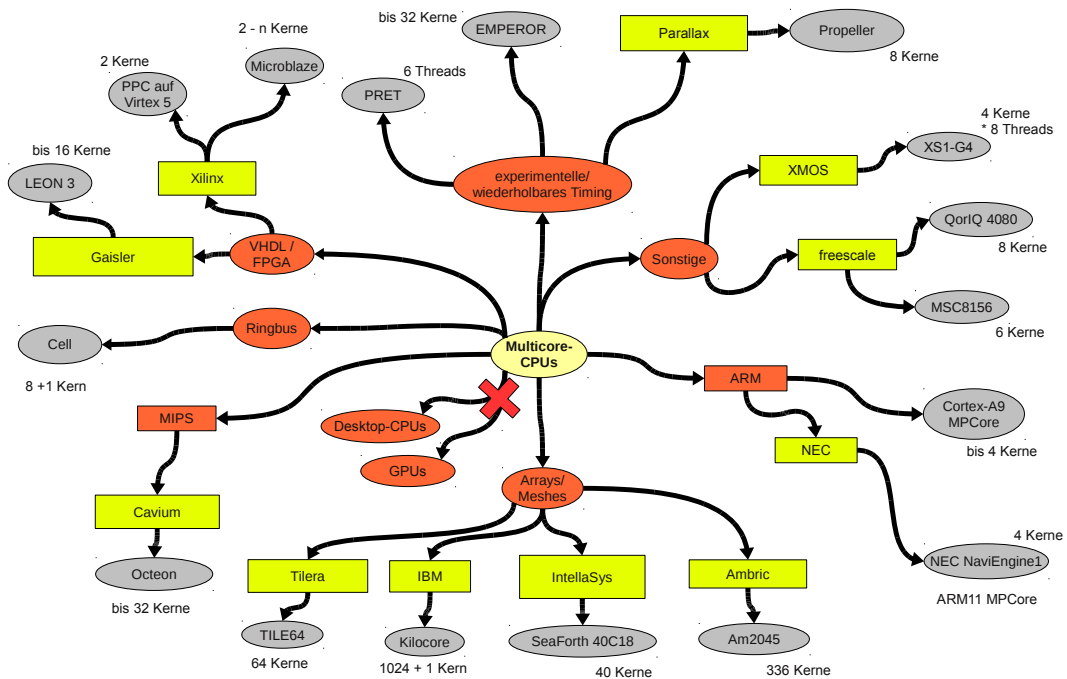 bis 32 Kerne
EMPEROR
Parallax
Propeller
8 Kerne
2 - n Kerne
Microblaze
2 Kerne
PPC auf
Virtex 5
6 Threads
PRET
4 Kerne
* 8 Threads
XS1-G4
bis 16 Kerne
LEON 3
Xilinx
experimentelle/
wiederholbares Timing
XMOS
QorIQ 4080
8 Kerne
Gaisler
VHDL /
FPGA
Sonstige
freescale
MSC8156
6 Kerne
Cell
8 +1 Kern
Ringbus
Multicore-
CPUs
ARM
Cortex-A9
MPCore
bis 4 Kerne
MIPS
Desktop-CPUs
GPUs
NEC
Arrays/
Meshes
Cavium
Octeon
bis 32 Kerne
4 Kerne
NEC NaviEngine1
ARM11 MPCore
Tilera
IBM
IntellaSys
Ambric
TILE64
64 Kerne
Kilocore
1024 + 1 Kern
SeaForth 40C18
40 Kerne
Am2045
336 Kerne